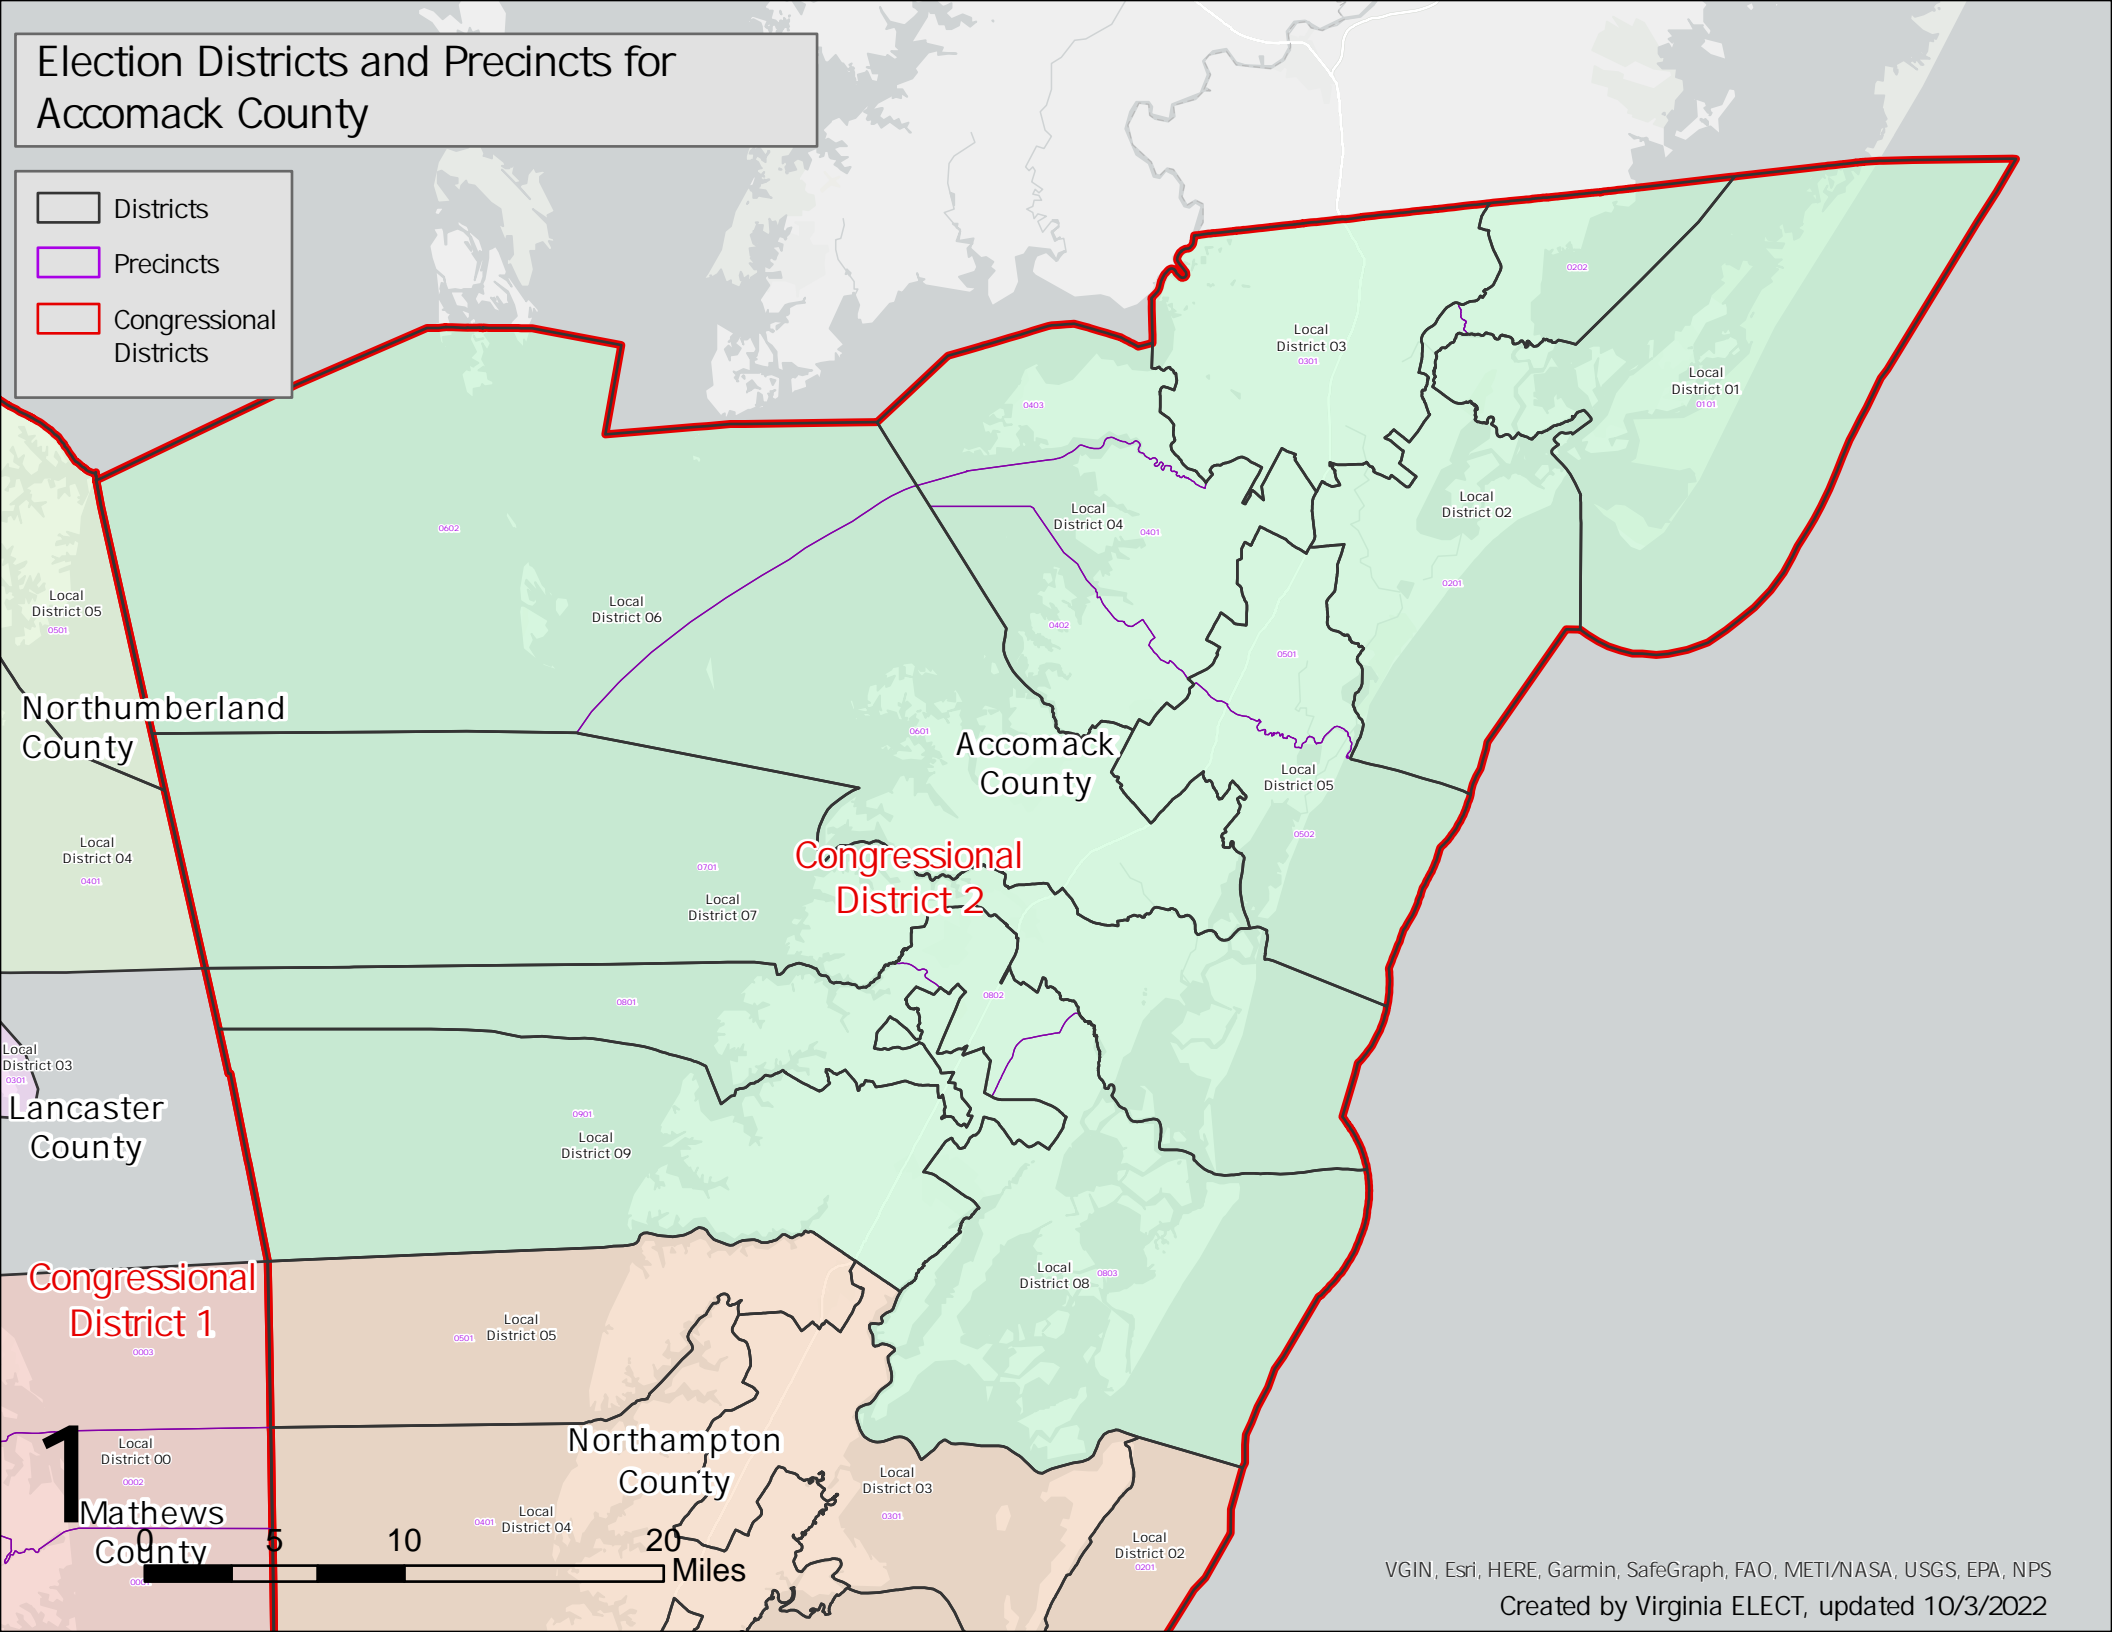 Election Districts and Precincts for
Accomack County
Districts
Precincts
Congressional
Districts
0202
Local
District 03
0301
Local
District 01
0101
0403
Local
District 02
Local
District 04
0401
0602
0201
Local
District 05
0501
Local
District 06
0402
0501
Northumberland
County
0601
Accomack
County
Local
District 05
0502
Local
District 04
0401
Congressional
District 2
0701
Local
District 07
0801
0802
Local
District 03
0301
Lancaster
County
0901
Local
District 09
Local
District 08
0803
Congressional
District 1
0003
0501
Local
District 05
Northampton
County
1
Local
District 00
0002
Local
District 03
0301
Mathews
County
0401
Local
District 04
Local
District 02
0201
0 5 10 20
Miles
VGIN, Esri, HERE, Garmin, SafeGraph, FAO, METI/NASA, USGS, EPA, NPS
Created by Virginia ELECT, updated 10/3/2022